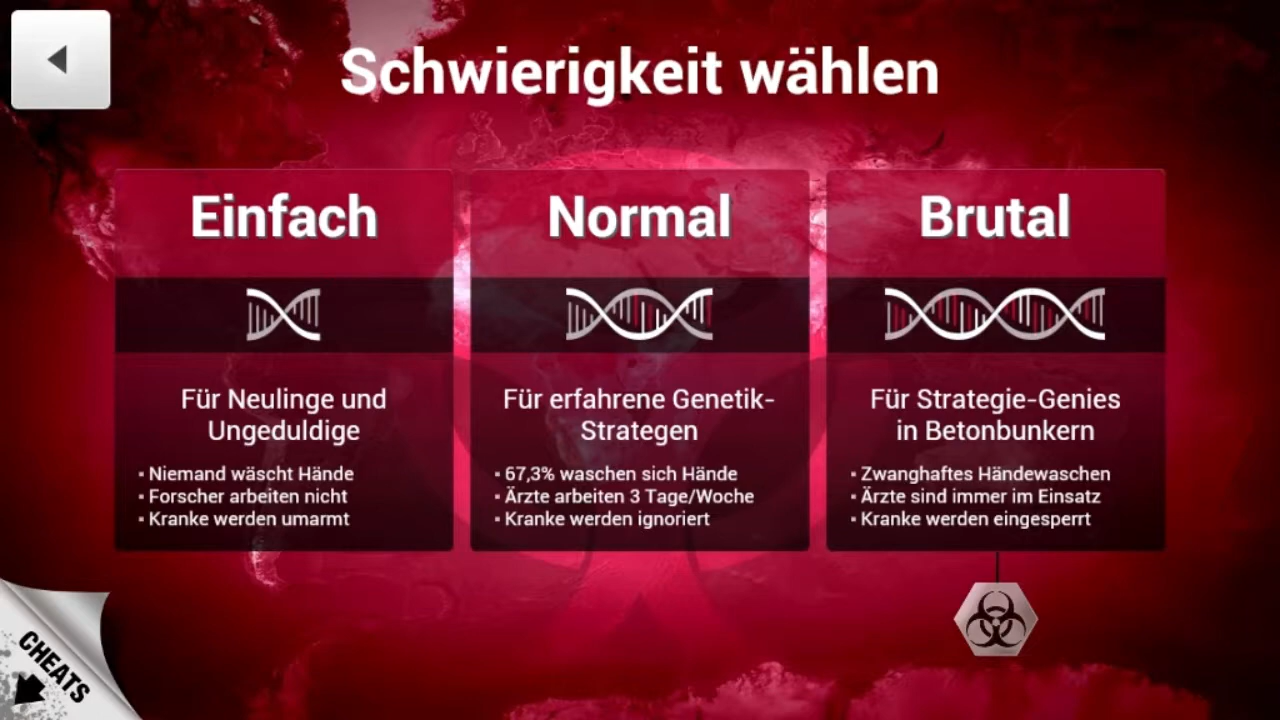 Schwierigkeit wählen
Einfach
Für Neulinge und
Ungeduldige
▪ Niemand wäscht Hände
▪ Forscher arbeiten nicht
▪ Kranke werden umarmt
Normal
Für erfahrene Genetik-
Strategen
▪ 67,3% waschen sich Hände
▪ Ärzte arbeiten 3 Tage/Woche
▪ Kranke werden ignoriert
Brutal
Für Strategie-Genies
in Betonbunkern
▪ Zwanghaftes Händewaschen
▪ Ärzte sind immer im Einsatz
▪ Kranke werden eingesperrt
CHEATS